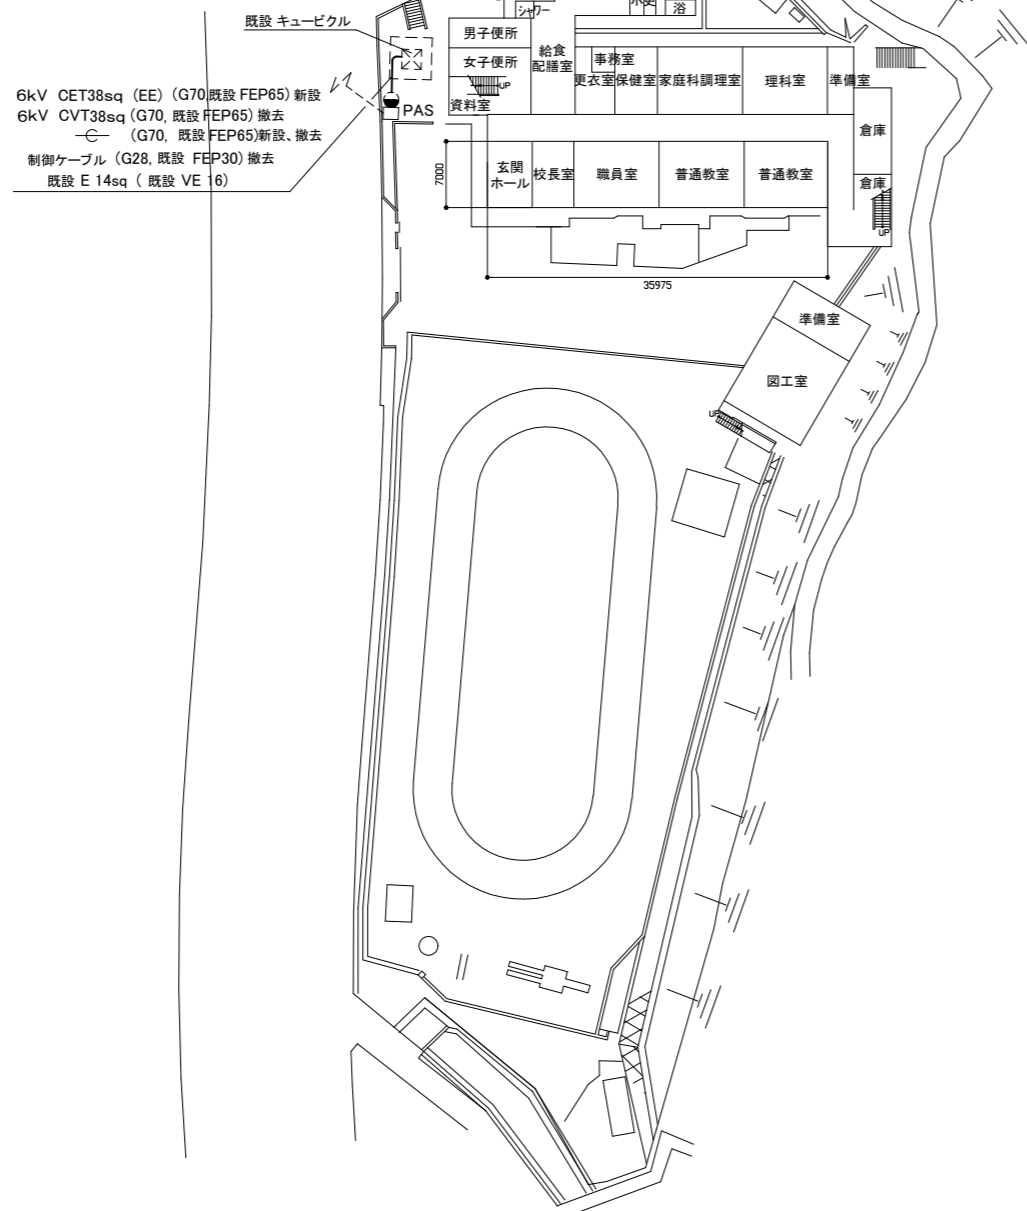 既設 キュービクル
6kV CET38sq (EE) (G70,既設 FEP65) 新設
6kV CVT38sq (G70, 既設 FEP65) 撤去
C (G70, 既設 FEP65)新設、撤去
制御ケーブル (G28, 既設 FEP30) 撤去
既設 E 14sq ( 既設 VE 16)
PAS
シャワー
浴
男子便所
女子便所
UP
資料室
給食
配膳室
事務室
更衣室
保健室
家庭科調理室
理科室
準備室
倉庫
倉庫
UP
7000
玄関
ホール
校長室
職員室
普通教室
普通教室
35975
準備室
図工室
UP